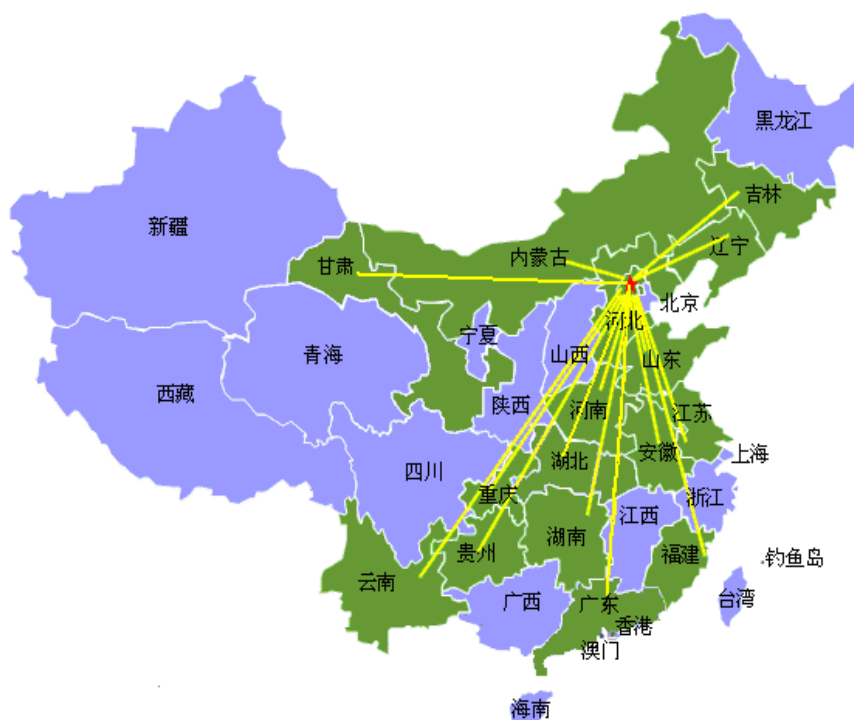 黑龙江
吉林
新疆
辽宁
内蒙古
甘肃
北京
河北
宁夏
青海
山西
山东
西藏
陕西
河南
江苏
安徽
上海
湖北
四川
重庆
浙江
江西
湖南
贵州
福建
钓鱼岛
云南
广西
广东
台湾
香港
澳门
海南